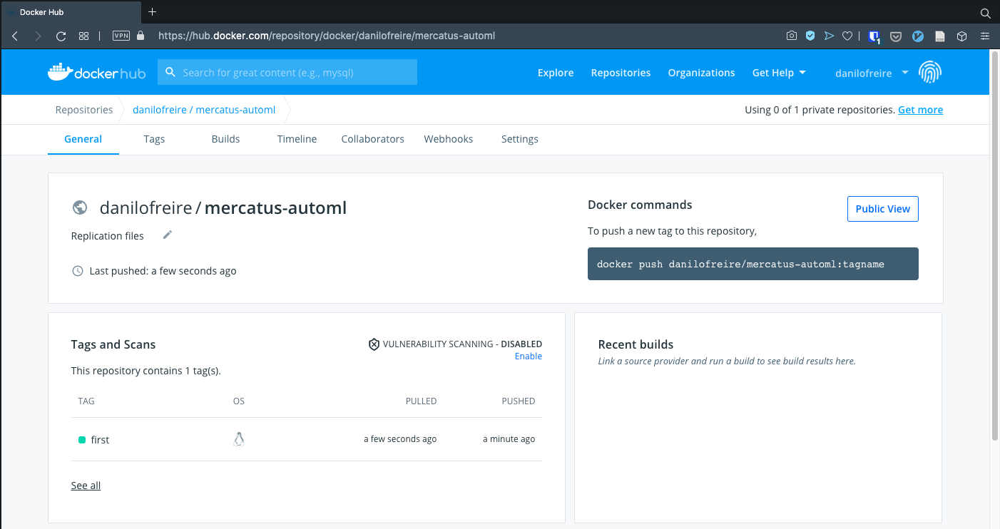 Docker Hub
VPN https://hub.docker.com/repository/docker/danilofreire/mercatus-automl 1
docker hub Search for great content (e.g., mysql) Explore Repositories Organizations Get Help danilofreire
Repositories danilofreire / mercatus-automl Using 0 of 1 private repositories. Get more
General Tags Builds Timeline Collaborators Webhooks Settings
danilofreire / mercatus-automl
Replication files
Last pushed: a few seconds ago
Docker commands
Public View
To push a new tag to this repository,
docker push danilofreire/mercatus-automl:tagname
Tags and Scans
VULNERABILITY SCANNING - DISABLED
Enable
This repository contains 1 tag(s).
TAG OS PULLED PUSHED
first a few seconds ago a minute ago
See all
Recent builds
Link a source provider and run a build to see build results here.